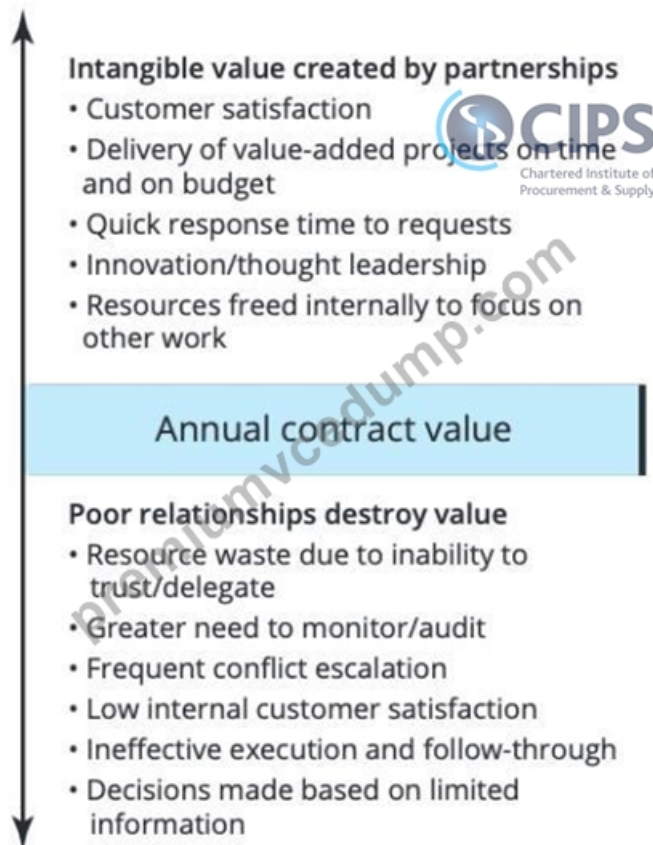 Intangible value created by partnerships
• Customer satisfaction
CIPS
• Delivery of value-added projects on time
and on budget
Chartered Institute of
Procurement & Supply
• Quick response time to requests
• Innovation/thought leadership
• Resources freed internally to focus on
other work
premiumvcedump.com
Annual contract value
Poor relationships destroy value
• Resource waste due to inability to
trust/delegate
• Greater need to monitor/audit
• Frequent conflict escalation
• Low internal customer satisfaction
• Ineffective execution and follow-through
• Decisions made based on limited
information